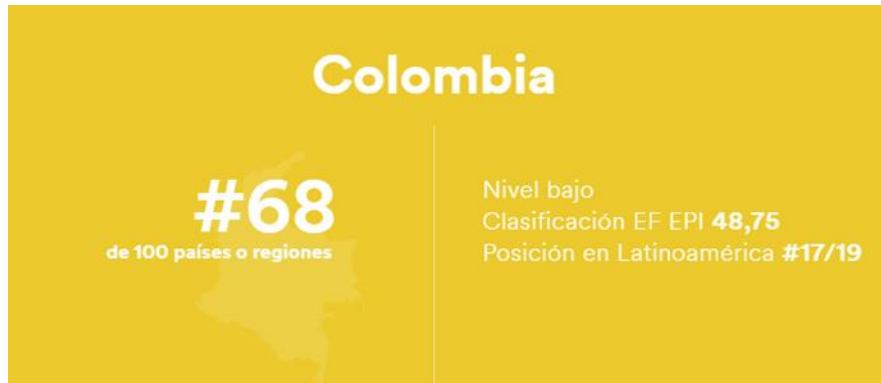 Colombia
#68
de 100 países o regiones
Nivel bajo
Clasificación EF EPI 48,75
Posición en Latinoamérica #17/19